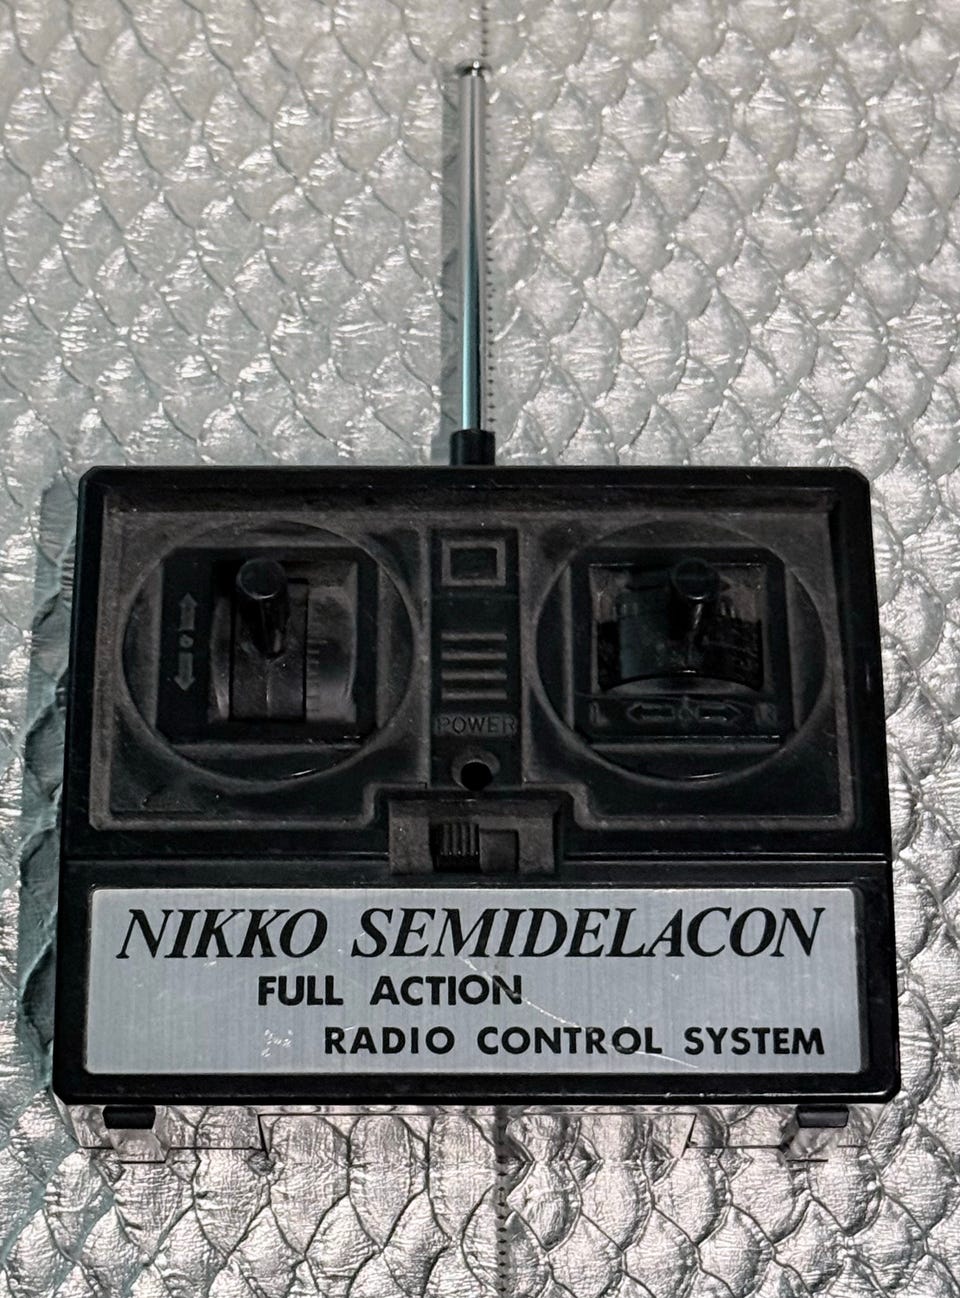 POWER
NIKKO SEMIDELACON
FULL ACTION
RADIO CONTROL SYSTEM